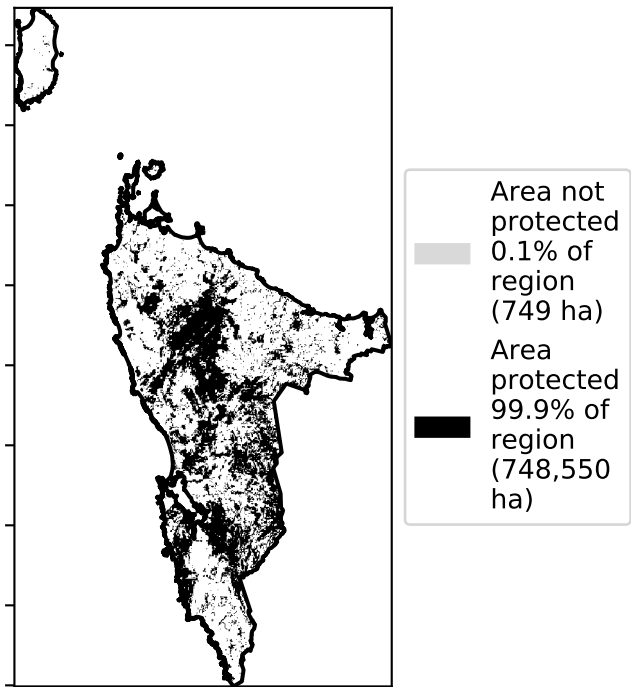 Area not
protected
0.1% of
region
(749 ha)
Area
protected
99.9% of
region
(748,550
ha)